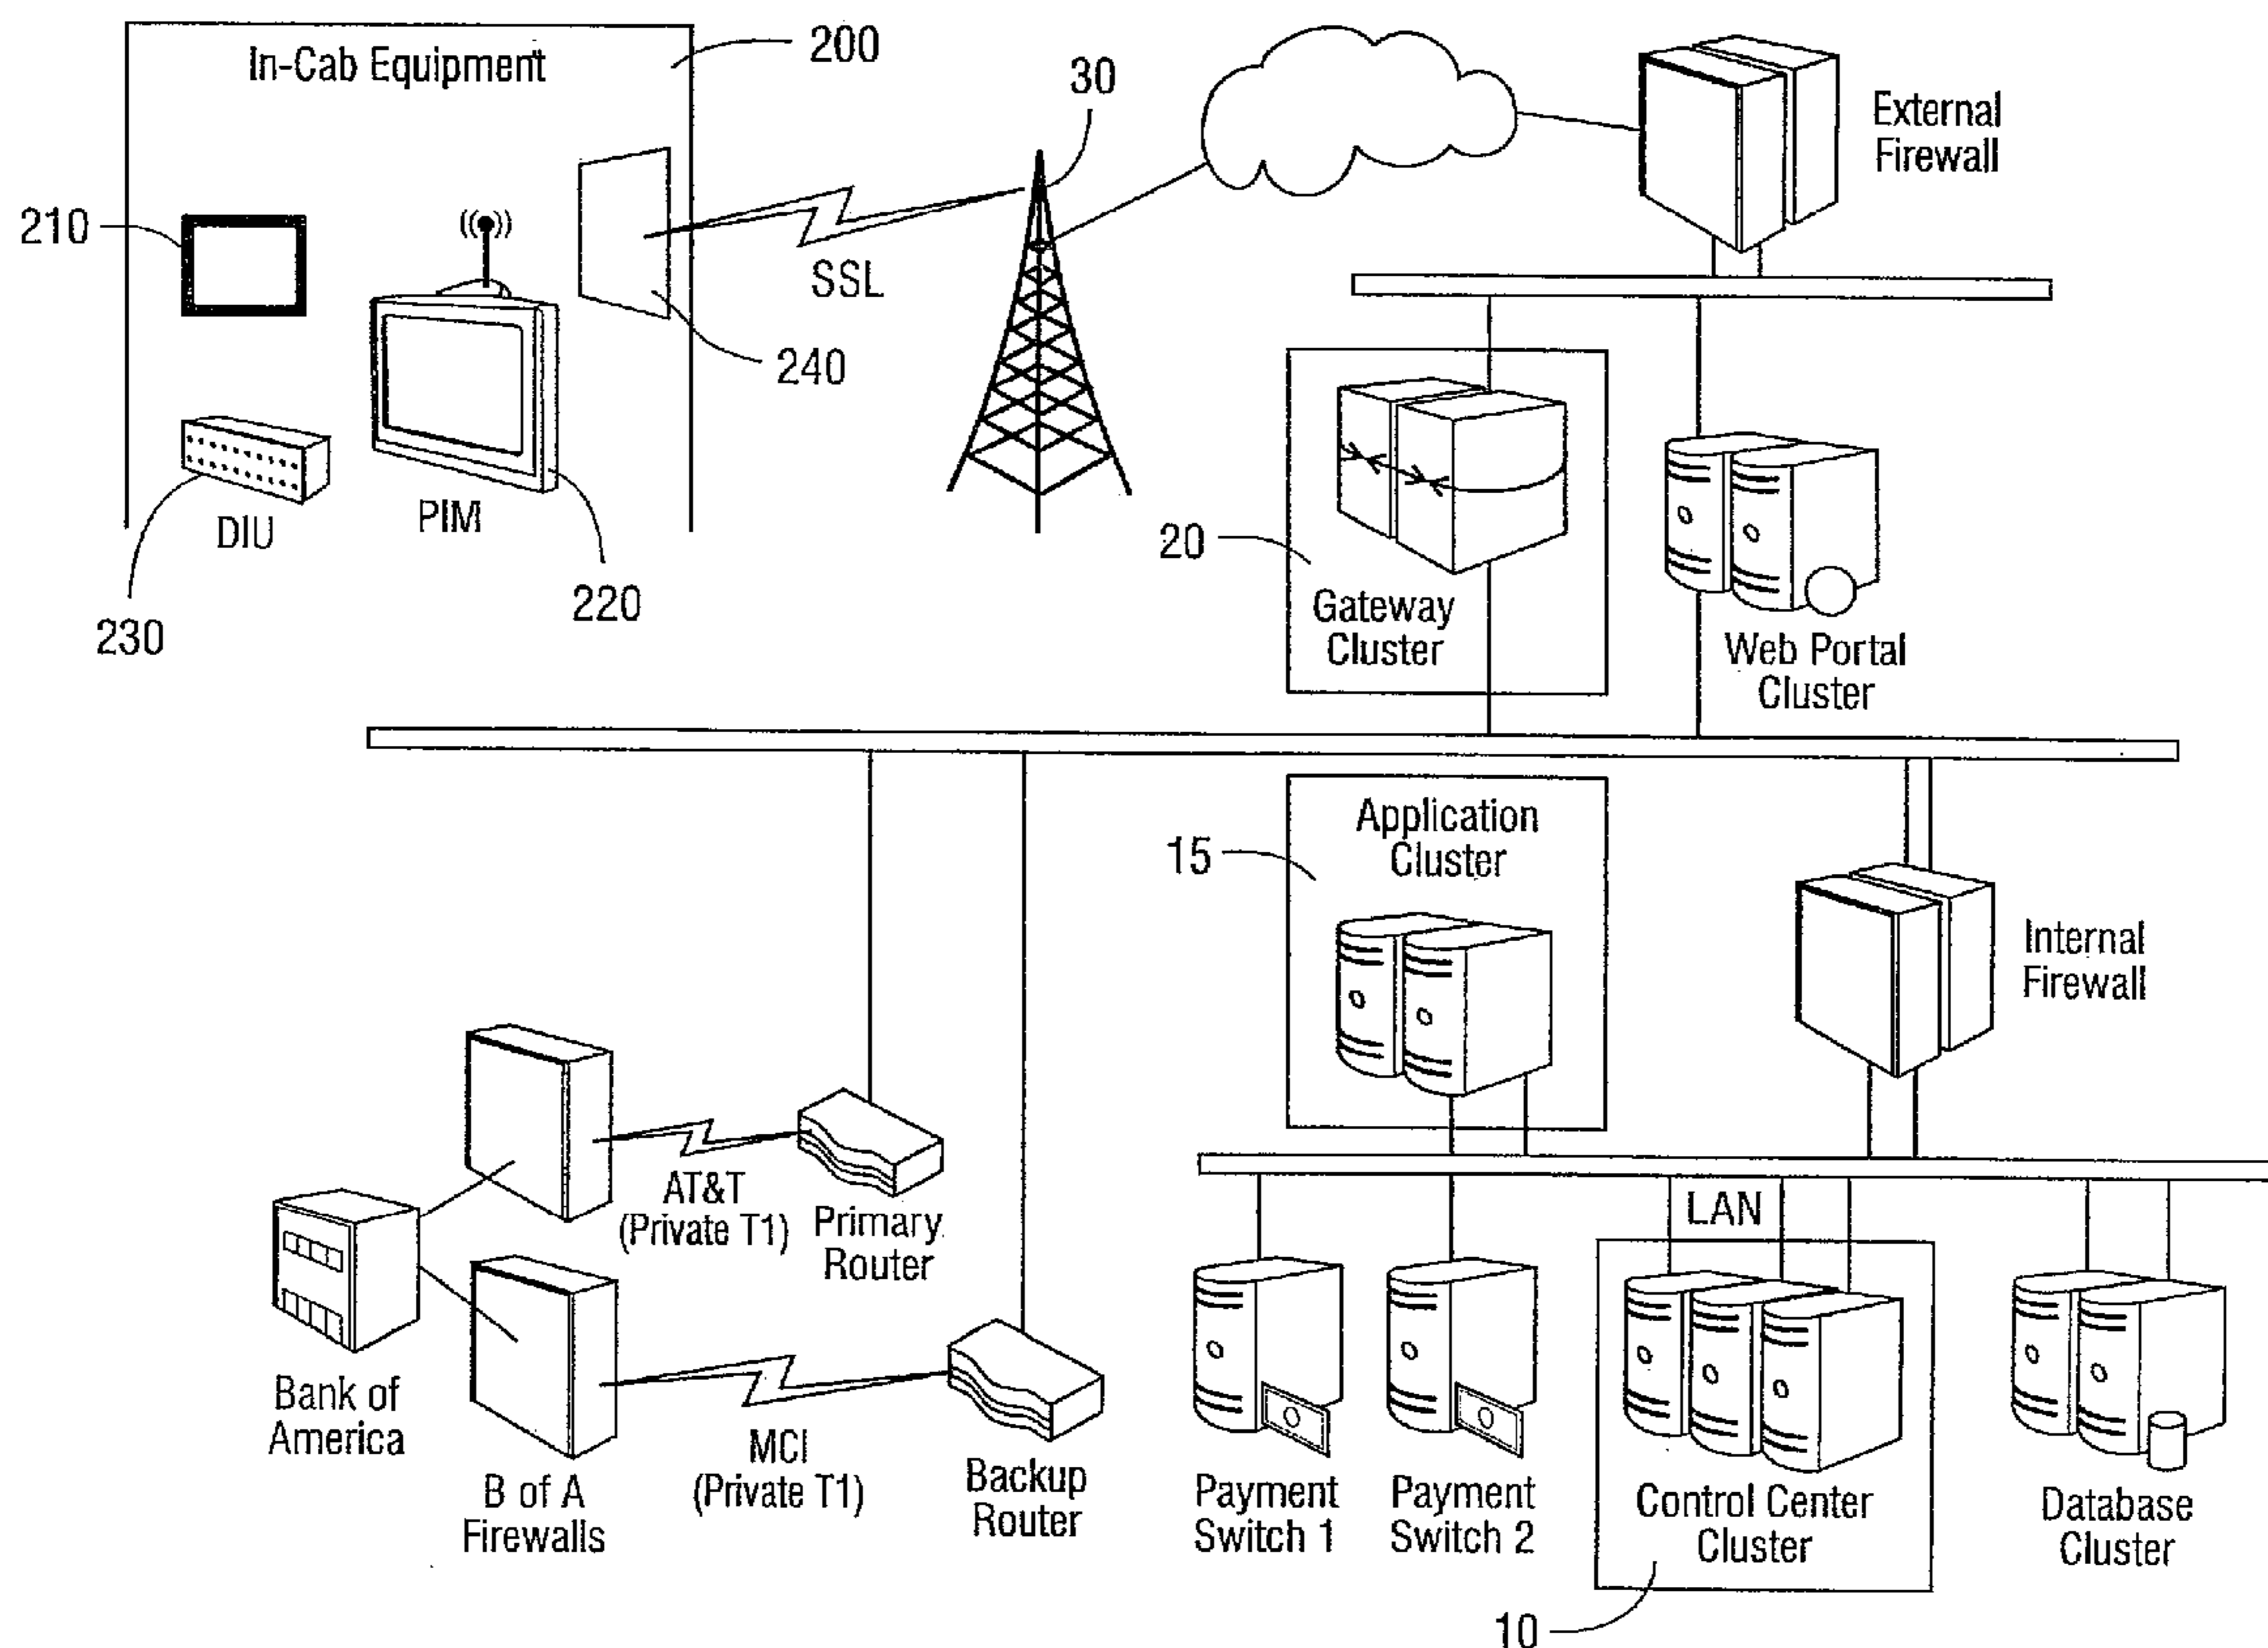 In-Cab Equipment
200
30
External
Firewall
210
SSL
240
DIU
PIM
230
220
20
Gateway
Cluster
Web Portal
Cluster
15
Application
Cluster
Internal
Firewall
AT&T
(Private T1)
Primary
Router
LAN
Bank of
America
B of A
Firewalls
MCI
(Private T1)
Backup
Router
Payment
Switch 1
Payment
Switch 2
Control Center
Cluster
Database
Cluster
10